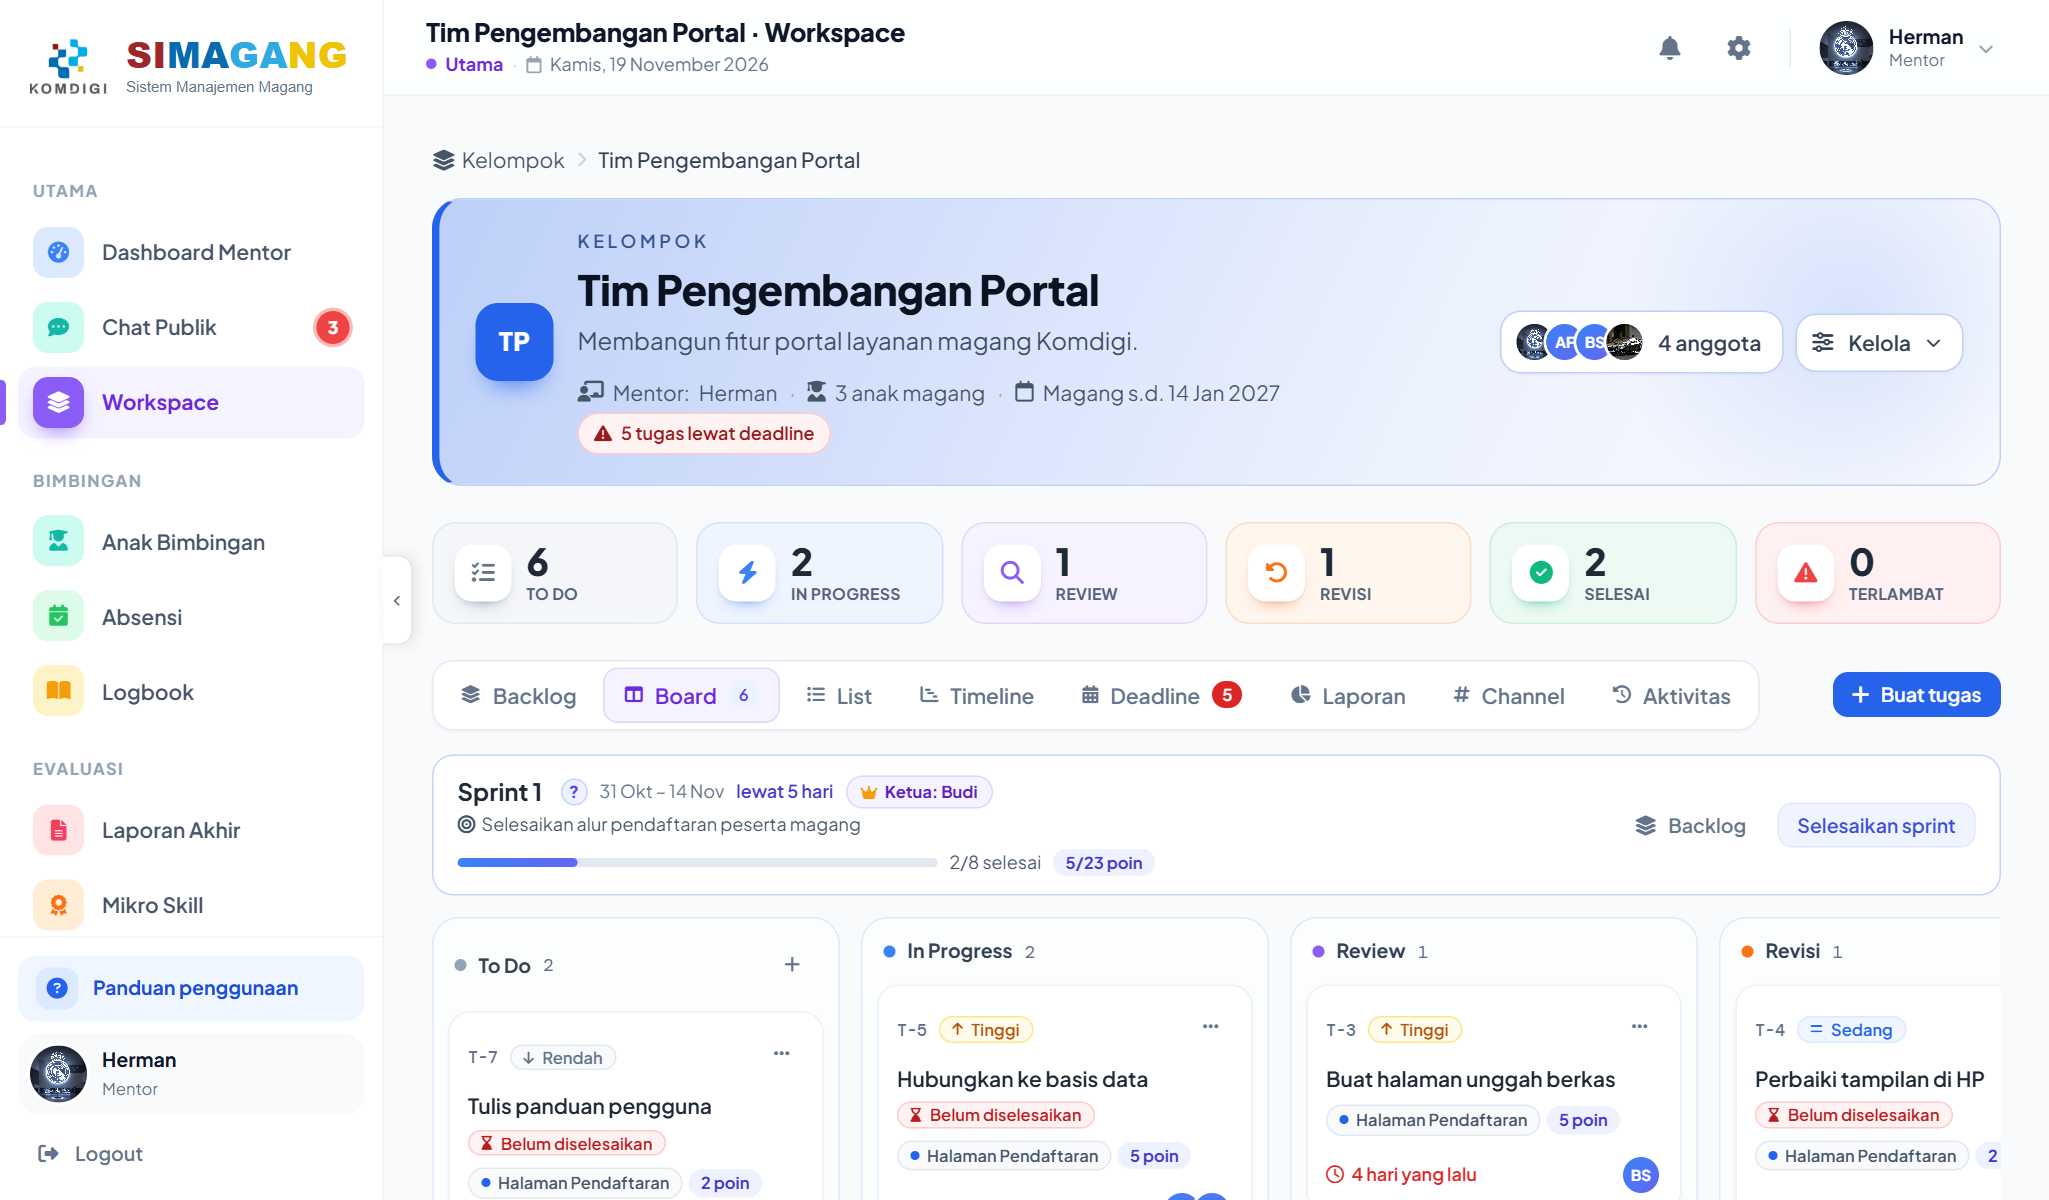 KOMDIGI
SIMAGANG
Sistem Manajemen Magang
Tim Pengembangan Portal · Workspace
Utama · Kamis, 19 November 2026
Herman
Mentor
UTAMA
Dashboard Mentor
Chat Publik 3
Workspace
BIMBINGAN
Anak Bimbingan
Absensi
Logbook
EVALUASI
Laporan Akhir
Mikro Skill
Panduan penggunaan
Herman
Mentor
Logout
Kelompok > Tim Pengembangan Portal
KELOMPOK
TP
Tim Pengembangan Portal
Membangun fitur portal layanan magang Komdigi.
Mentor: Herman · 3 anak magang · Magang s.d. 14 Jan 2027
5 tugas lewat deadline
AF BS 4 anggota
Kelola
6 TO DO
2 IN PROGRESS
1 REVIEW
1 REVISI
2 SELESAI
0 TERLAMBAT
Backlog Board 6 List Timeline Deadline 5 Laporan # Channel Aktivitas
+ Buat tugas
Sprint 1 ? 31 Okt – 14 Nov lewat 5 hari Ketua: Budi
Selesaikan alur pendaftaran peserta magang
2/8 selesai 5/23 poin
Backlog Selesaikan sprint
To Do 2 +
T-7 ↓ Rendah ...
Tulis panduan pengguna
Belum diselesaikan
Halaman Pendaftaran 2 poin
In Progress 2
T-5 ↑ Tinggi ...
Hubungkan ke basis data
Belum diselesaikan
Halaman Pendaftaran 5 poin
Review 1
T-3 ↑ Tinggi ...
Buat halaman unggah berkas
Halaman Pendaftaran 5 poin
4 hari yang lalu BS
Revisi 1
T-4 = Sedang
Perbaiki tampilan di HP
Belum diselesaikan
Halaman Pendaftaran 2